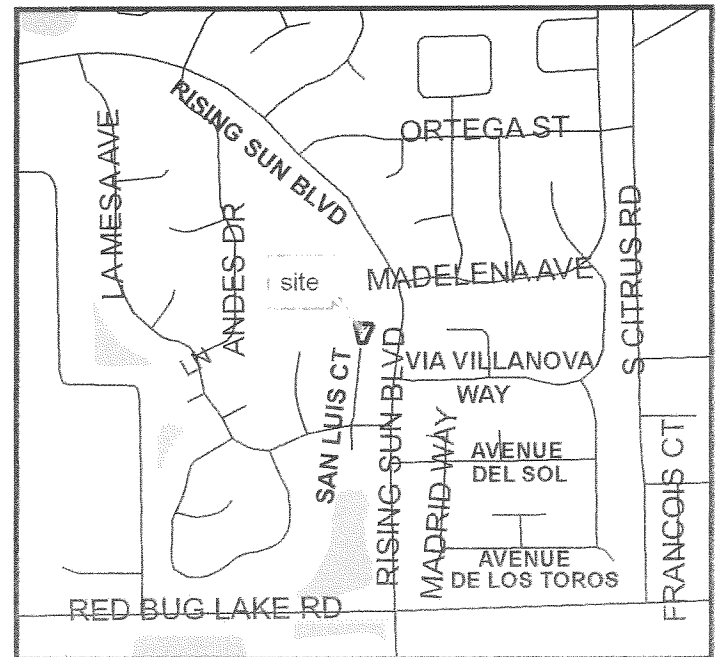 RISING SUN BLVD
ORTEGA ST
LA MESA AVE
ANDES DR
S CITRUS RD
MADELENA AVE
site
VIA VILLANOVA
WAY
LN
SAN LUIS CT
RISING SUN BLVD
MADRID WAY
AVENUE
DEL SOL
FRANCOIS CT
AVENUE
DE LOS TOROS
RED BUG LAKE RD